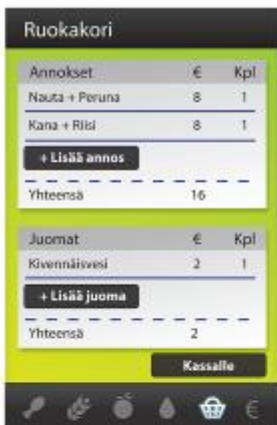 Ruokakori
Annokset € Kpl
Nauta + Peruna 8 1
Kana + Riisi 8 1
+ Lisää annos
Yhteensä 16
Juomat € Kpl
Kivennäisvesi 2 1
+ Lisää juoma
Yhteensä 2
Kassalle
€